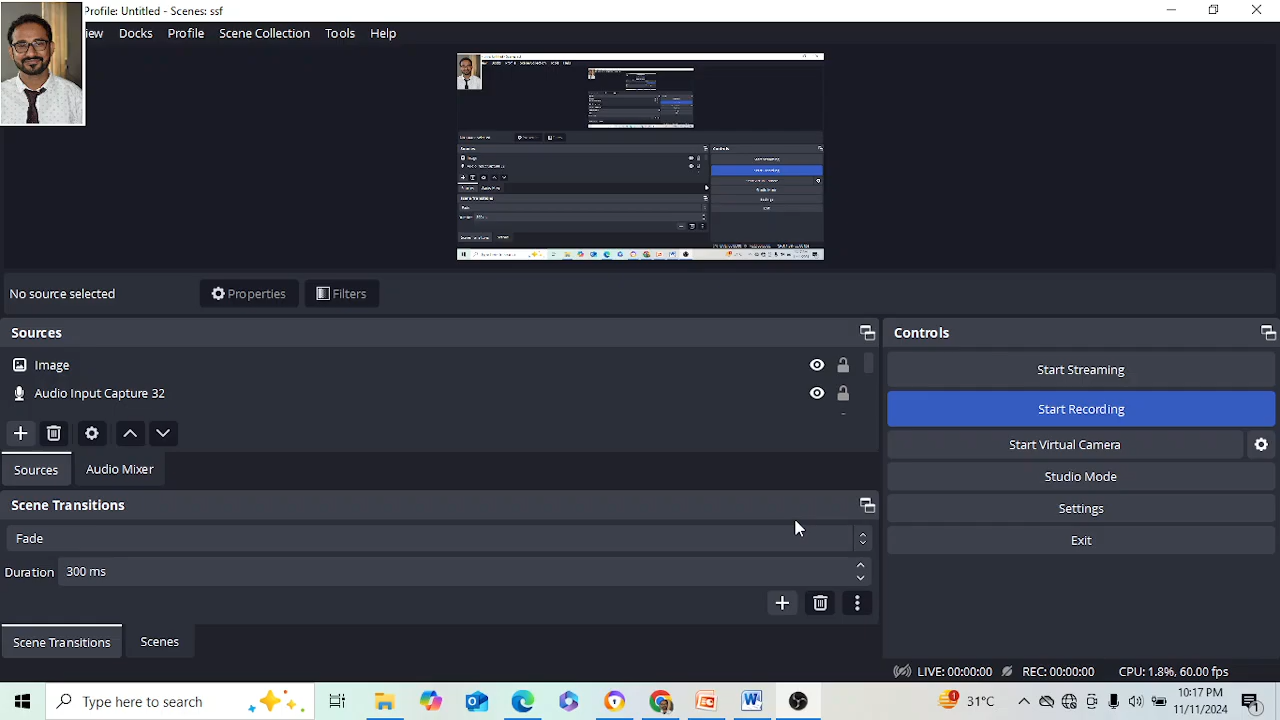 Profile: Untitled - Scenes: ssf
Docks Profile Scene Collection Tools Help
No source selected Properties Filters
Sources
Image
Audio Input Capture 32
Sources Audio Mixer
Scene Transitions
Fade
Duration 300 ms
Scene Transitions Scenes
Controls
Start Streaming
Start Recording
Start Virtual Camera
Studio Mode
Settings
Exit
LIVE: 00:00:00 REC: 00:00:00 CPU: 1.8%, 60.00 fps
Type here to search
31°C
10:17 PM
11/11/2024